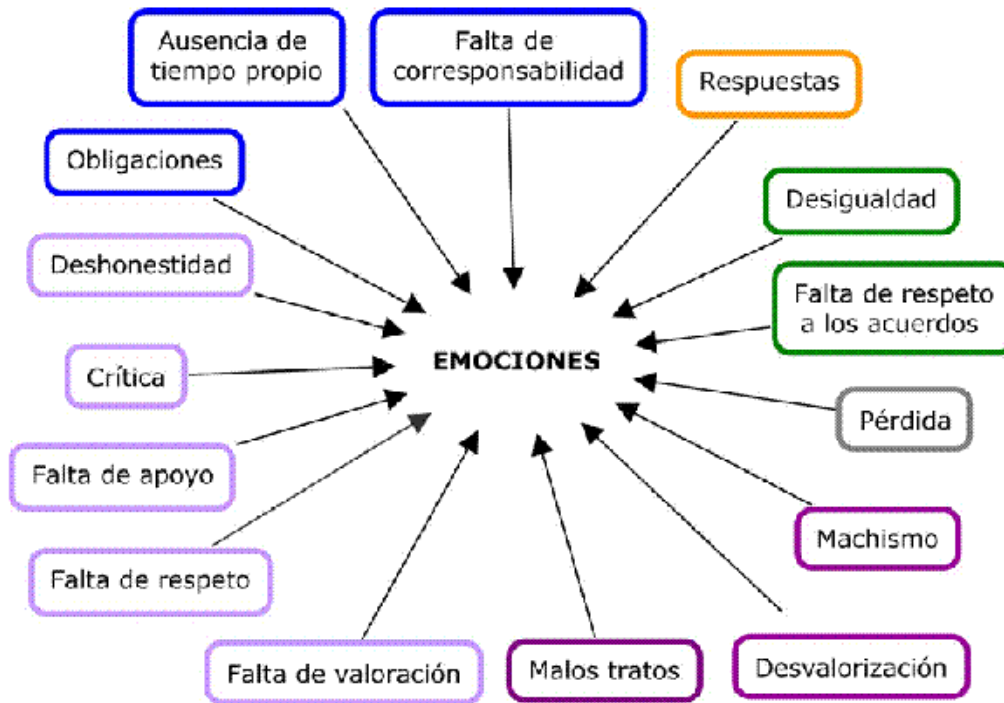 Ausencia de
tiempo propio
Falta de
corresponsabilidad
Respuestas
Obligaciones
Desigualdad
Deshonestidad
Falta de respeto
a los acuerdos
EMOCIONES
Crítica
Pérdida
Falta de apoyo
Machismo
Falta de respeto
Falta de valoración
Malos tratos
Desvalorización